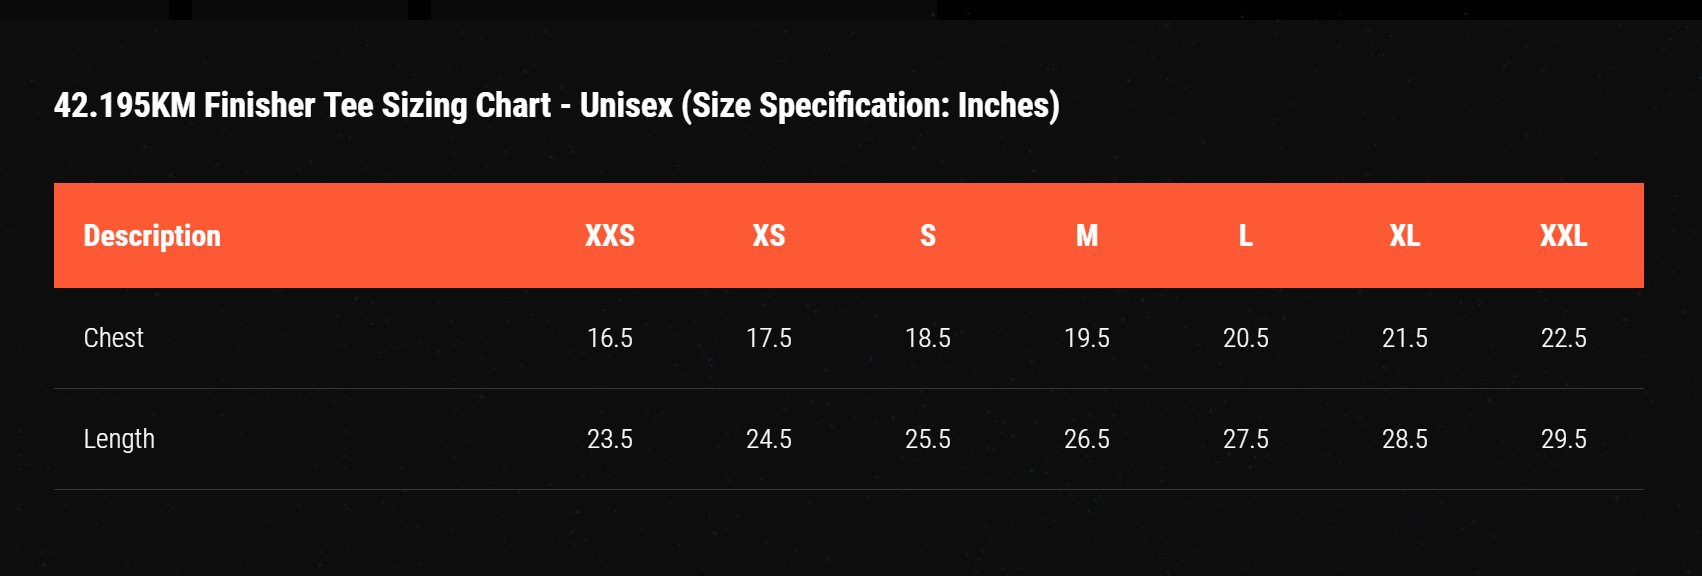 42.195KM Finisher Tee Sizing Chart - Unisex (Size Specification: Inches)
Description XXS XS S M L XL XXL
Chest 16.5 17.5 18.5 19.5 20.5 21.5 22.5
Length 23.5 24.5 25.5 26.5 27.5 28.5 29.5